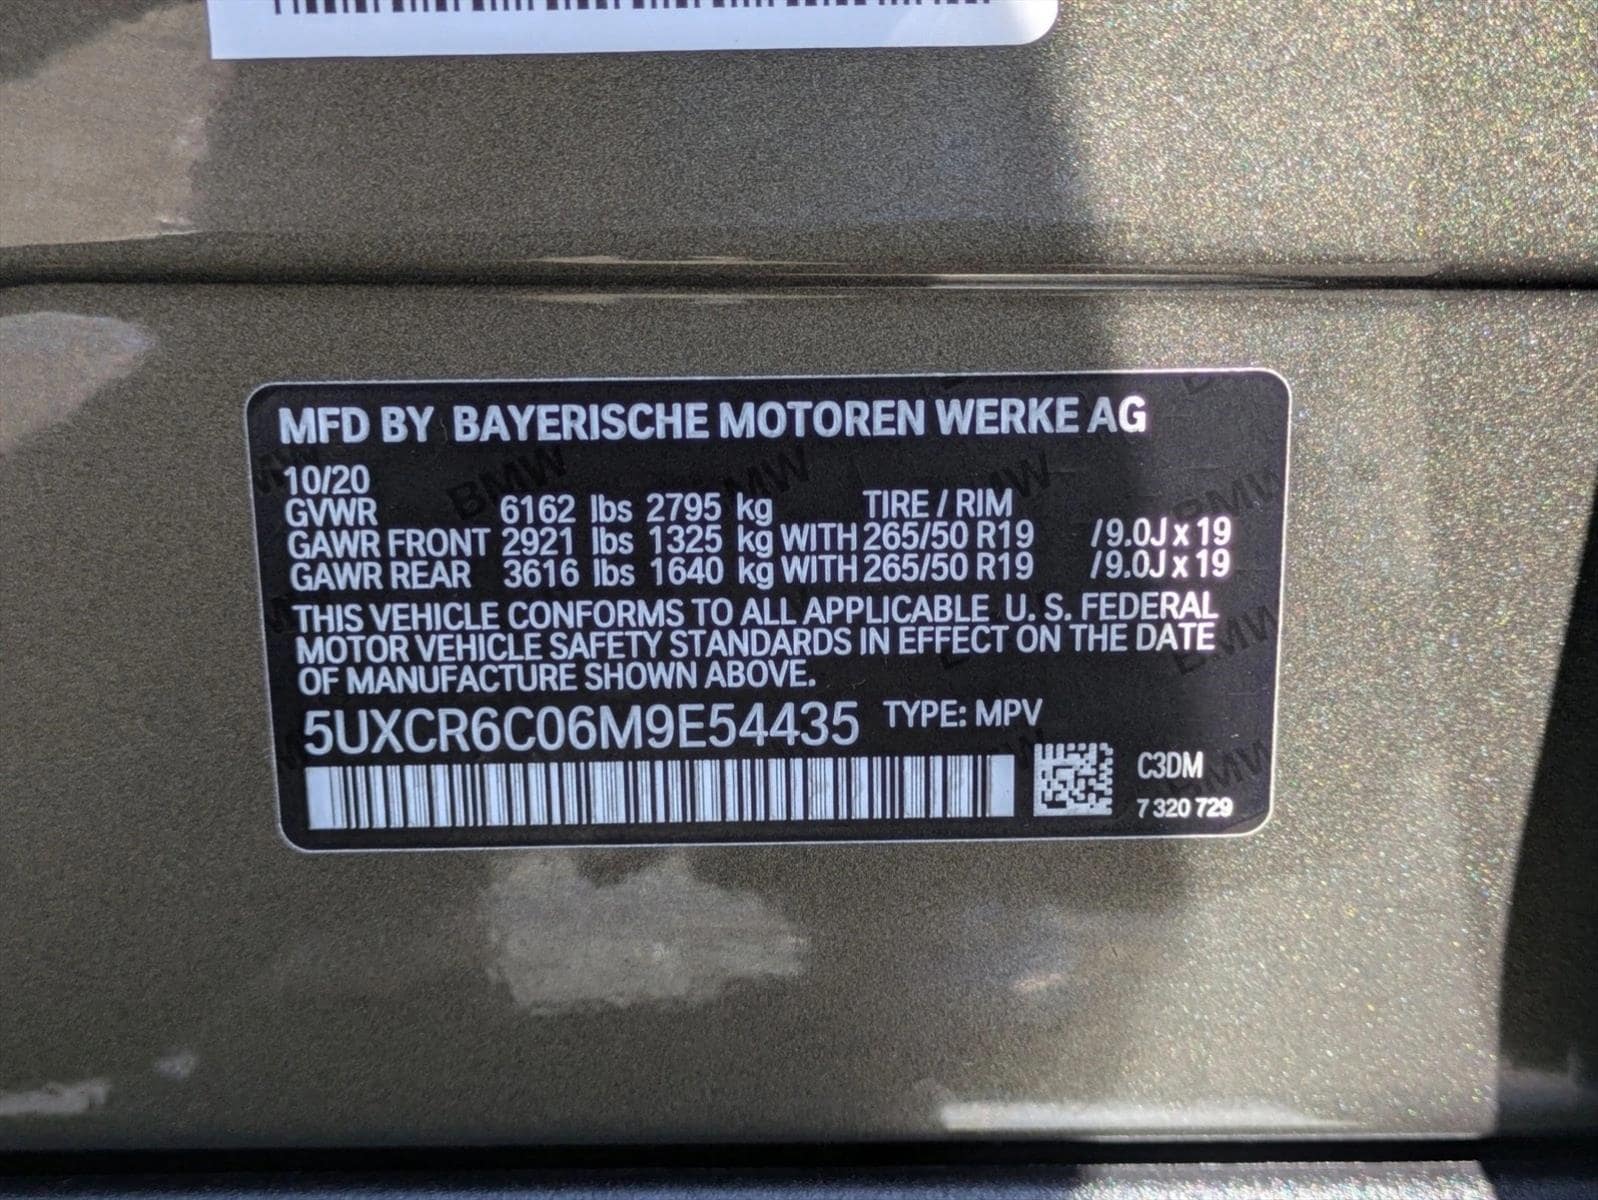 MFD BY BAYERISCHE MOTOREN WERKE AG
10/20
GVWR 6162 lbs 2795 kg TIRE / RIM
GAWR FRONT 2921 lbs 1325 kg WITH 265/50 R19 /9.0J x 19
GAWR REAR 3616 lbs 1640 kg WITH 265/50 R19 /9.0J x 19
THIS VEHICLE CONFORMS TO ALL APPLICABLE U. S. FEDERAL
MOTOR VEHICLE SAFETY STANDARDS IN EFFECT ON THE DATE
OF MANUFACTURE SHOWN ABOVE.
5UXCR6C06M9E54435 TYPE: MPV
C3DM
7 320 729